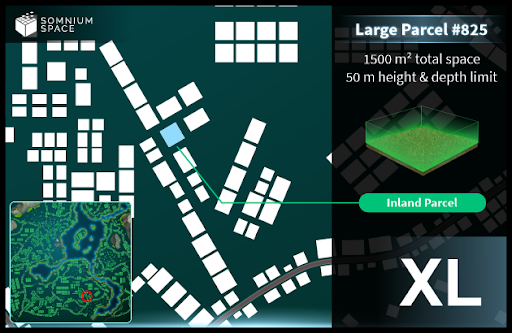 SOMNIUM
SPACE
Large Parcel #825
1500 m² total space
50 m height & depth limit
Inland Parcel
XL